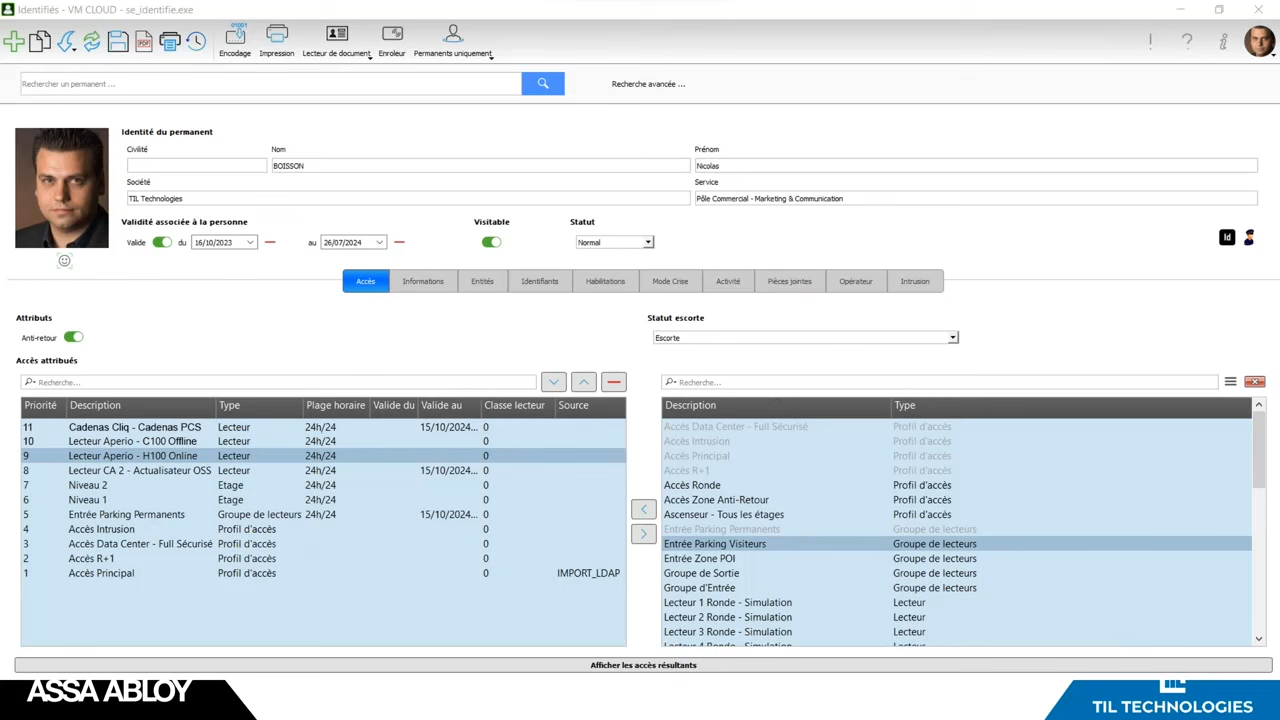 Identifiés - VM CLOUD - se_identifie.exe
01001
PDF
Encodage Impression Lecteur de document Enroleur Permanents uniquement
Rechercher un permanent ...
Recherche avancée ...
Identité du permanent
Civilité Nom Prénom
BOISSON Nicolas
Société Service
TIL Technologies Pôle Commercial - Marketing & Communication
Validité associée à la personne Visitable Statut
Valide du 16/10/2023 au 26/07/2024 Normal Id
Accès Informations Entités Identifiants Habilitations Mode Crise Activité Pièces jointes Opérateur Intrusion
Attributs Statut escorte
Anti-retour Escorte
Accès attribués
Recherche... Recherche...
Priorité Description Type Plage horaire Valide du Valide au Classe lecteur Source
11 Cadenas Cliq - Cadenas PCS Lecteur 24h/24 15/10/2024... 0
10 Lecteur Aperio - C100 Offline Lecteur 24h/24 0
9 Lecteur Aperio - H100 Online Lecteur 24h/24 0
8 Lecteur CA 2 - Actualisateur OSS Lecteur 24h/24 15/10/2024... 0
7 Niveau 2 Etage 24h/24 0
6 Niveau 1 Etage 24h/24 0
5 Entrée Parking Permanents Groupe de lecteurs 24h/24 15/10/2024... 0
4 Accès Intrusion Profil d'accès 0
3 Accès Data Center - Full Sécurisé Profil d'accès 0
2 Accès R+1 Profil d'accès 0
1 Accès Principal Profil d'accès 0 IMPORT_LDAP
Description Type
Accès Data Center - Full Sécurisé Profil d'accès
Accès Intrusion Profil d'accès
Accès Principal Profil d'accès
Accès R+1 Profil d'accès
Accès Ronde Profil d'accès
Accès Zone Anti-Retour Profil d'accès
Ascenseur - Tous les étages Profil d'accès
Entrée Parking Permanents Groupe de lecteurs
Entrée Parking Visiteurs Groupe de lecteurs
Entrée Zone POI Groupe de lecteurs
Groupe de Sortie Groupe de lecteurs
Groupe d'Entrée Groupe de lecteurs
Lecteur 1 Ronde - Simulation Lecteur
Lecteur 2 Ronde - Simulation Lecteur
Lecteur 3 Ronde - Simulation Lecteur
Lecteur 4 Ronde - Simulation Lecteur
Afficher les accès résultants
ASSA ABLOY
TIL TECHNOLOGIES